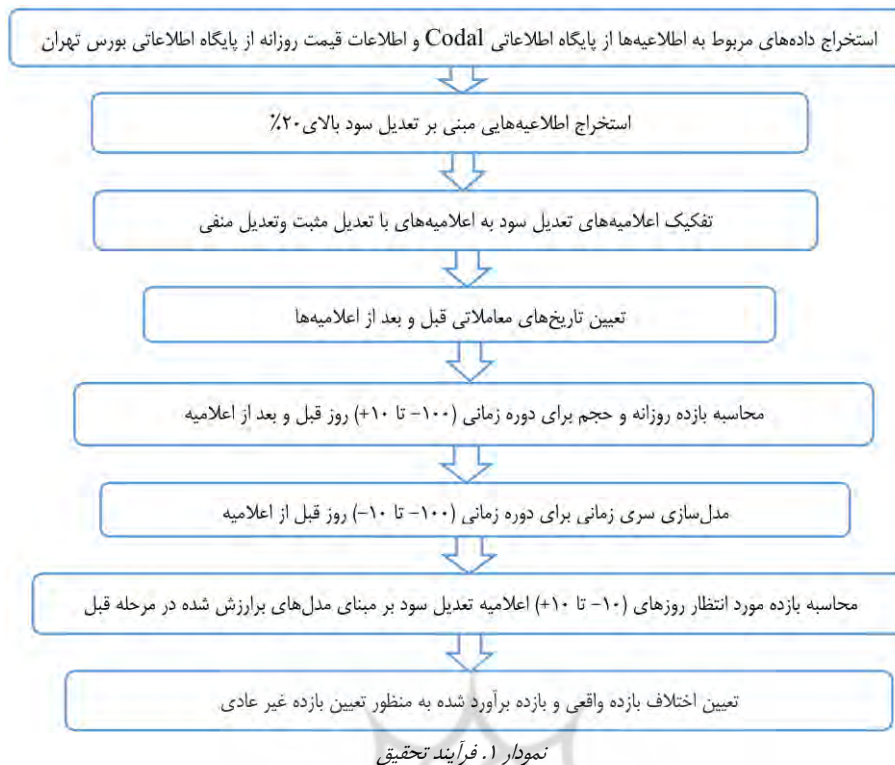 استخراج داده‌های مربوط به اطلاعیه‌ها از پایگاه اطلاعاتی Codal و اطلاعات قیمت روزانه از پایگاه اطلاعاتی بورس تهران
استخراج اطلاعیه‌هایی مبنی بر تعدیل سود بالای ۲۰٪
تفکیک اعلامیه‌های تعدیل سود به اعلامیه‌های با تعدیل مثبت وتعدیل منفی
تعیین تاریخ‌های معاملاتی قبل و بعد از اعلامیه‌ها
محاسبه بازده روزانه و حجم برای دوره زمانی (۱۰۰- تا ۱۰+) روز قبل و بعد از اعلامیه
مدل‌سازی سری زمانی برای دوره زمانی (۱۰۰- تا ۱۰-) روز قبل از اعلامیه
محاسبه بازده مورد انتظار روزهای (۱۰- تا ۱۰+) اعلامیه تعدیل سود بر مبنای مدل‌های برارزش شده در مرحله قبل
تعیین اختلاف بازده واقعی و بازده برآورد شده به منظور تعیین بازده غیر عادی
نمودار ۱. فرآیند تحقیق